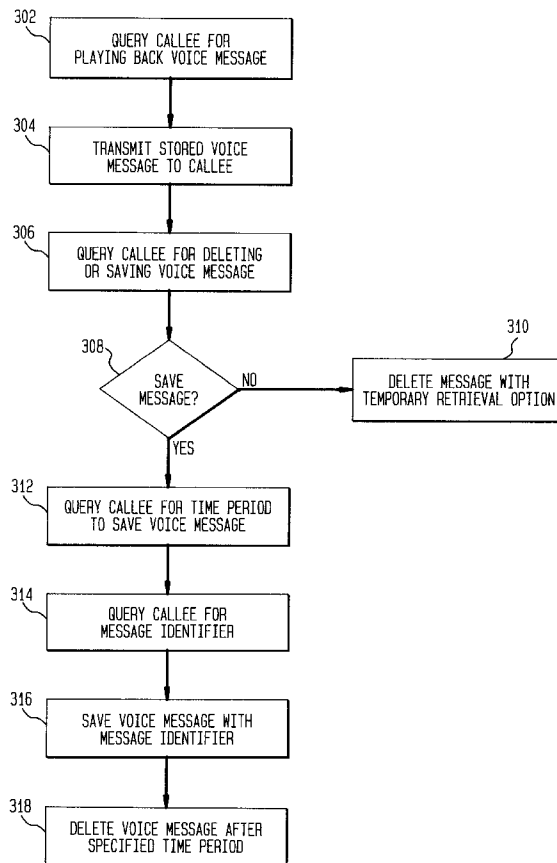 302
QUERY CALLEE FOR
PLAYING BACK VOICE MESSAGE
304
TRANSMIT STORED VOICE
MESSAGE TO CALLEE
306
QUERY CALLEE FOR DELETING
OR SAVING VOICE MESSAGE
308
SAVE
MESSAGE?
NO
310
DELETE MESSAGE WITH
TEMPORARY RETRIEVAL OPTION
YES
312
QUERY CALLEE FOR TIME PERIOD
TO SAVE VOICE MESSAGE
314
QUERY CALLEE FOR
MESSAGE IDENTIFIER
316
SAVE VOICE MESSAGE WITH
MESSAGE IDENTIFIER
318
DELETE VOICE MESSAGE AFTER
SPECIFIED TIME PERIOD